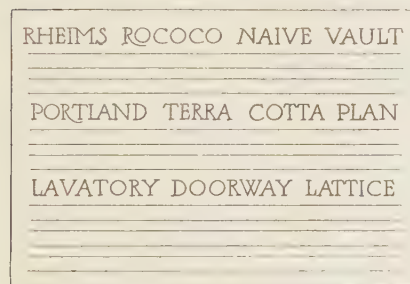 RHEIMS ROCOCO NAIVE VAULT
PORTLAND TERRA COTTA PLAN
LAVATORY DOORWAY LATTICE